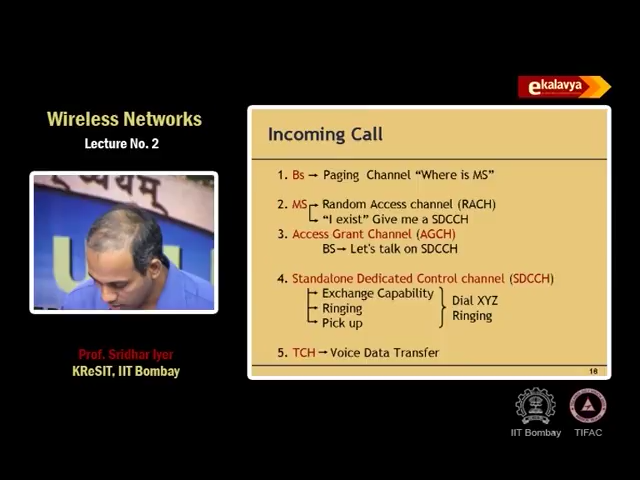 ekalavya
Wireless Networks
Lecture No. 2
Incoming Call
1. Bs → Paging Channel “Where is MS”
2. MS → Random Access channel (RACH)
→ “I exist” Give me a SDCCH
3. Access Grant Channel (AGCH)
BS → Let's talk on SDCCH
4. Standalone Dedicated Control channel (SDCCH)
→ Exchange Capability
→ Ringing
→ Pick up
Dial XYZ
Ringing
5. TCH → Voice Data Transfer
18
Prof. Sridhar Iyer
KReSIT, IIT Bombay
IIT Bombay
TIFAC